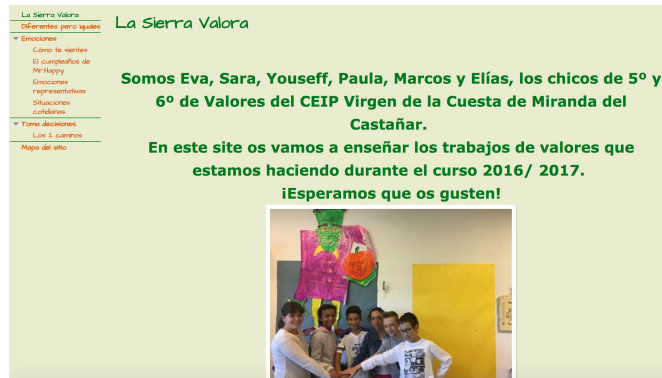 La Sierra Valora
Diferentes pero iguales
Emociones
Cómo te sientes
El cumpleaños de
Mr.Happy
Emociones
representativas
Situaciones
cotidianas
Toma decisiones
Los 2 caminos
Mapa del sitio
La Sierra Valora
Somos Eva, Sara, Youseff, Paula, Marcos y Elías, los chicos de 5º y
6º de Valores del CEIP Virgen de la Cuesta de Miranda del
Castañar.
En este site os vamos a enseñar los trabajos de valores que
estamos haciendo durante el curso 2016/ 2017.
¡Esperamos que os gusten!